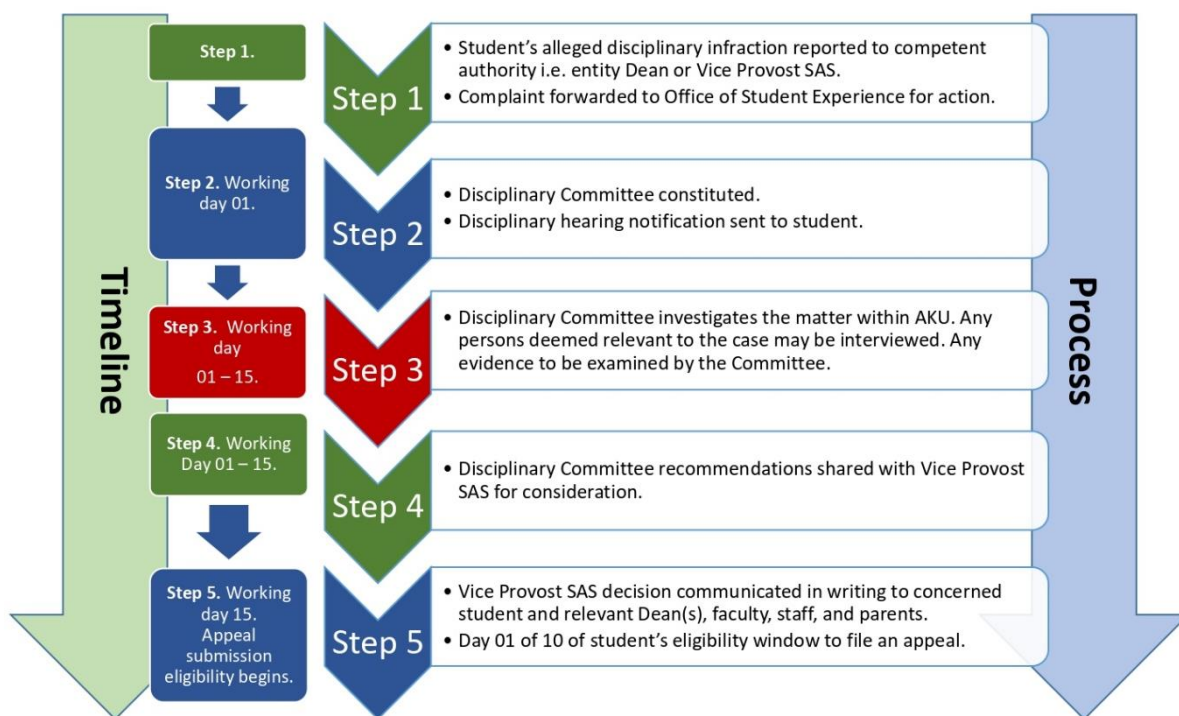 Timeline
Process
Step 1.
Step 1
• Student's alleged disciplinary infraction reported to competent
authority i.e. entity Dean or Vice Provost SAS.
• Complaint forwarded to Office of Student Experience for action.
Step 2. Working
day 01.
Step 2
• Disciplinary Committee constituted.
• Disciplinary hearing notification sent to student.
Step 3.  Working
day
01 – 15.
Step 3
• Disciplinary Committee investigates the matter within AKU. Any
persons deemed relevant to the case may be interviewed. Any
evidence to be examined by the Committee.
Step 4. Working
Day 01 – 15.
Step 4
• Disciplinary Committee recommendations shared with Vice Provost
SAS for consideration.
Step 5. Working
day 15.
Appeal
submission
eligibility begins.
Step 5
• Vice Provost SAS decision communicated in writing to concerned
student and relevant Dean(s), faculty, staff, and parents.
• Day 01 of 10 of student's eligibility window to file an appeal.